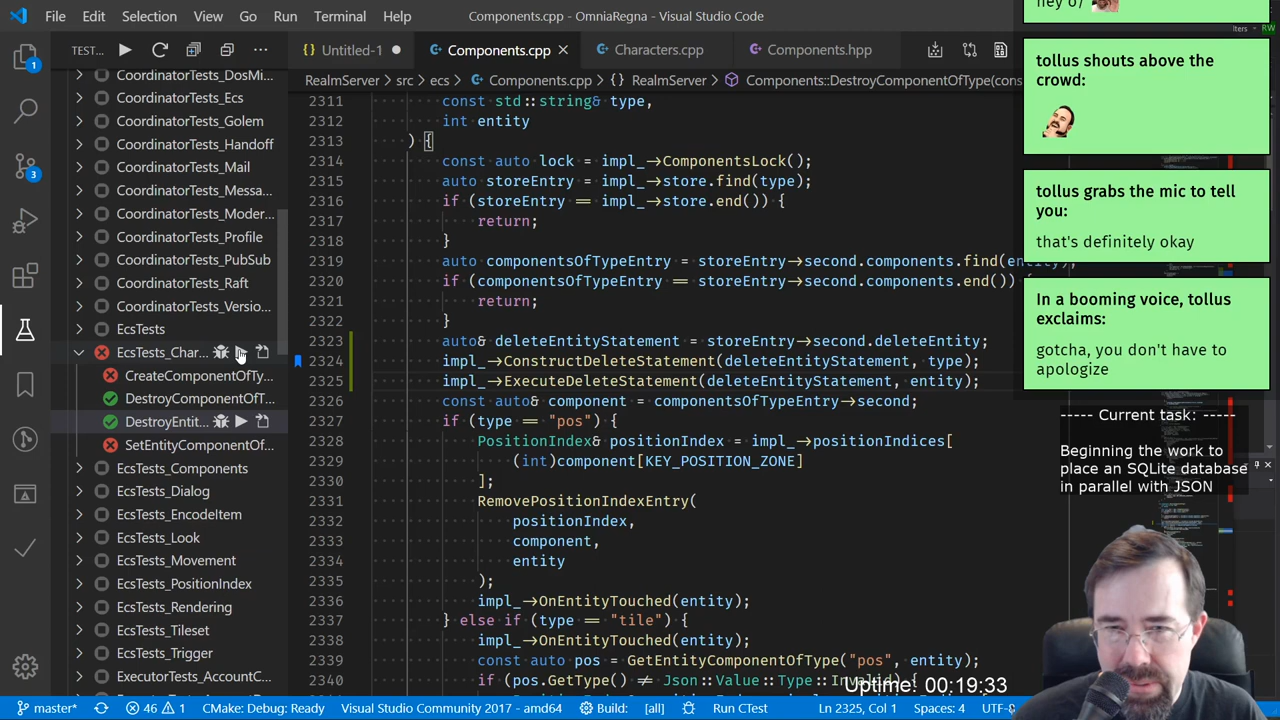 File Edit Selection View Go Run Terminal Help
Components.cpp - OmniaRegna - Visual Studio Code
TEST...
Untitled-1
Components.cpp
Characters.cpp
Components.hpp
RealmServer > src > ecs > Components.cpp > {} RealmServer > Components::DestroyComponentOfType(cons
CoordinatorTests_DosMi...
CoordinatorTests_Ecs
CoordinatorTests_Golem
CoordinatorTests_Handoff
CoordinatorTests_Mail
CoordinatorTests_Messa...
CoordinatorTests_Moder...
CoordinatorTests_Profile
CoordinatorTests_PubSub
CoordinatorTests_Raft
CoordinatorTests_Versio...
EcsTests
EcsTests_Char...
CreateComponentOfTy...
DestroyComponentOfT...
DestroyEntit...
SetEntityComponentOf...
EcsTests_Components
EcsTests_Dialog
EcsTests_EncodeItem
EcsTests_Look
EcsTests_Movement
EcsTests_PositionIndex
EcsTests_Rendering
EcsTests_Tileset
EcsTests_Trigger
ExecutorTests_AccountC...
2311 const std::string& type,
2312 int entity
2313 ) {
2314 const auto lock = impl_->ComponentsLock();
2315 auto storeEntry = impl_->store.find(type);
2316 if (storeEntry == impl_->store.end()) {
2317 return;
2318 }
2319 auto componentsOfTypeEntry = storeEntry->second.components.find(entity);
2320 if (componentsOfTypeEntry == storeEntry->second.components.end()) {
2321 return;
2322 }
2323 auto& deleteEntityStatement = storeEntry->second.deleteEntity;
2324 impl_->ConstructDeleteStatement(deleteEntityStatement, type);
2325 impl_->ExecuteDeleteStatement(deleteEntityStatement, entity);
2326 const auto& component = componentsOfTypeEntry->second;
2327 if (type == "pos") {
2328 PositionIndex& positionIndex = impl_->positionIndices[
2329 (int)component[KEY_POSITION_ZONE]
2330 ];
2331 RemovePositionIndexEntry(
2332 positionIndex,
2333 component,
2334 entity
2335 );
2336 impl_->OnEntityTouched(entity);
2337 } else if (type == "tile") {
2338 impl_->OnEntityTouched(entity);
2339 const auto pos = GetEntityComponentOfType("pos", entity);
2340 if (pos.GetType() != Json::Value::Type::Invalid) {
hey o/
tollus shouts above the
crowd:
tollus grabs the mic to tell
you:
that's definitely okay
In a booming voice, tollus
exclaims:
gotcha, you don't have to
apologize
----- Current task: -----
Beginning the work to
place an SQLite database
in parallel with JSON
Uptime: 00:19:33
1
3
master* 46 1 CMake: Debug: Ready Visual Studio Community 2017 - amd64 Build: [all] Run CTest Ln 2325, Col 1 Spaces: 4 UTF-8